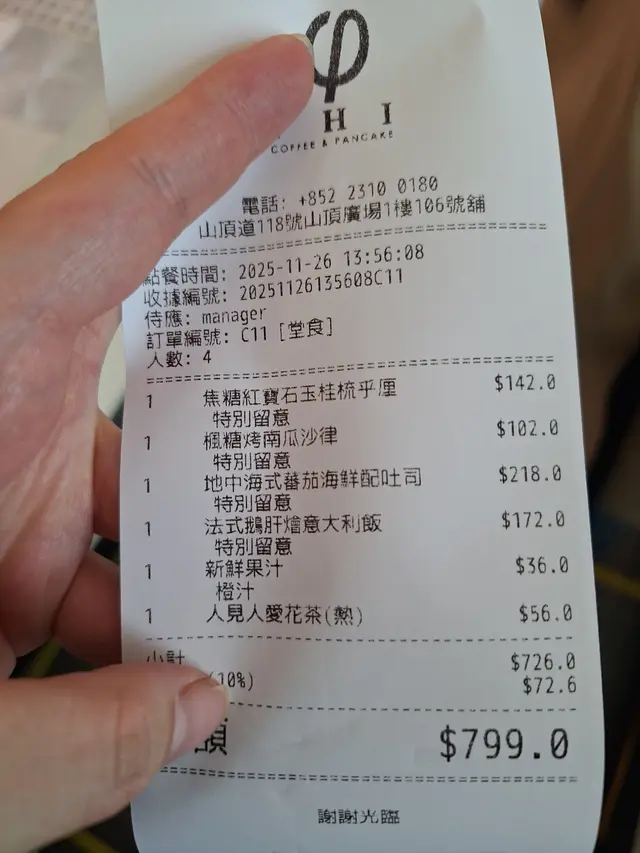 φ
H I
COFFEE & PANCAKE
電話: +852 2310 0180
山頂道118號山頂廣場1樓106號舖
點餐時間: 2025-11-26 13:56:08
收據編號: 20251126135608C11
侍應: manager
訂單編號: C11 [堂食]
人數: 4
1 焦糖紅寶石玉桂梳乎厘 $142.0
特別留意
1 楓糖烤南瓜沙律 $102.0
特別留意
1 地中海式蕃茄海鮮配吐司 $218.0
特別留意
1 法式鵝肝燴意大利飯 $172.0
特別留意
1 新鮮果汁 $36.0
橙汁
1 人見人愛花茶(熱) $56.0
小計 $726.0
(10%) $72.6
額 $799.0
謝謝光臨